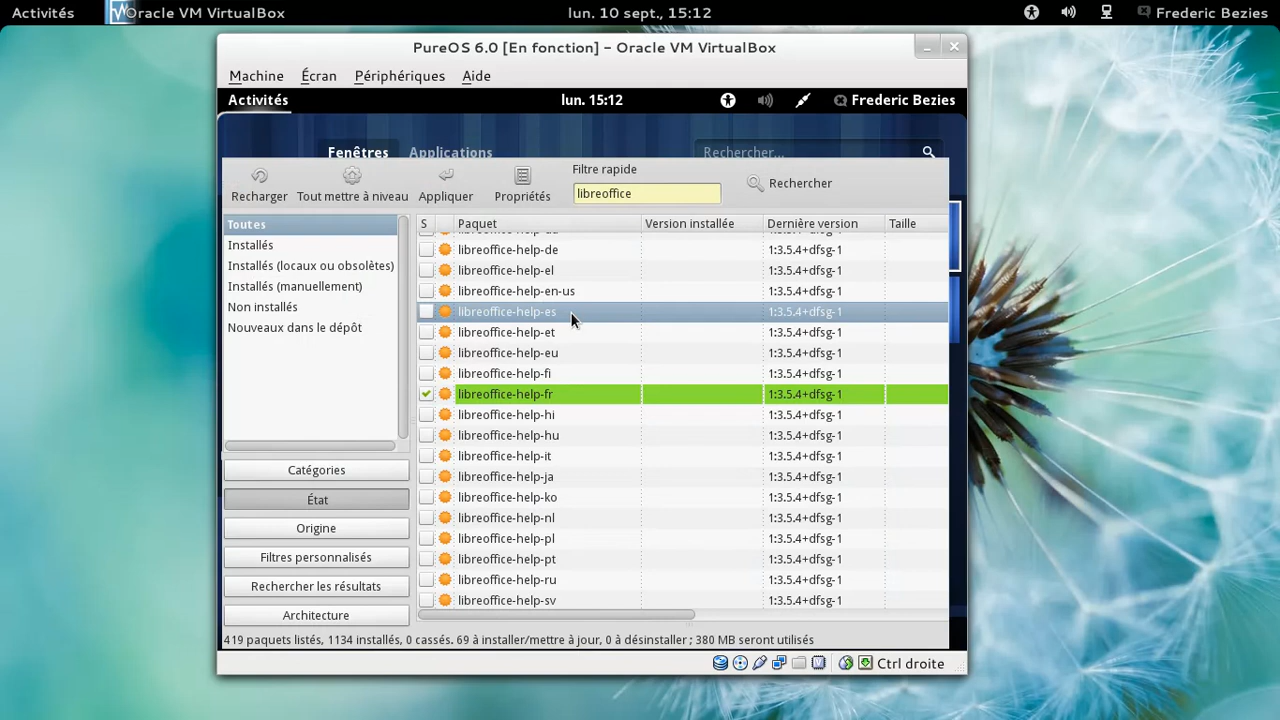 Activités Oracle VM VirtualBox lun. 10 sept., 15:12 Frederic Bezies
PureOS 6.0 [En fonction] – Oracle VM VirtualBox
Machine Écran Périphériques Aide
Activités lun. 15:12 Frederic Bezies
Fenêtres Applications Rechercher...
Recharger Tout mettre à niveau Appliquer Propriétés Filtre rapide Rechercher
libreoffice
S Paquet Version installée Dernière version Taille
Toutes
Installés
Installés (locaux ou obsolètes)
Installés (manuellement)
Non installés
Nouveaux dans le dépôt
Catégories
État
Origine
Filtres personnalisés
Rechercher les résultats
Architecture
libreoffice-help-de 1:3.5.4+dfsg-1
libreoffice-help-el 1:3.5.4+dfsg-1
libreoffice-help-en-us 1:3.5.4+dfsg-1
libreoffice-help-es 1:3.5.4+dfsg-1
libreoffice-help-et 1:3.5.4+dfsg-1
libreoffice-help-eu 1:3.5.4+dfsg-1
libreoffice-help-fi 1:3.5.4+dfsg-1
libreoffice-help-fr 1:3.5.4+dfsg-1
libreoffice-help-hi 1:3.5.4+dfsg-1
libreoffice-help-hu 1:3.5.4+dfsg-1
libreoffice-help-it 1:3.5.4+dfsg-1
libreoffice-help-ja 1:3.5.4+dfsg-1
libreoffice-help-ko 1:3.5.4+dfsg-1
libreoffice-help-nl 1:3.5.4+dfsg-1
libreoffice-help-pl 1:3.5.4+dfsg-1
libreoffice-help-pt 1:3.5.4+dfsg-1
libreoffice-help-ru 1:3.5.4+dfsg-1
libreoffice-help-sv 1:3.5.4+dfsg-1
419 paquets listés, 1134 installés, 0 cassés. 69 à installer/mettre à jour, 0 à désinstaller ; 380 MB seront utilisés
Ctrl droite